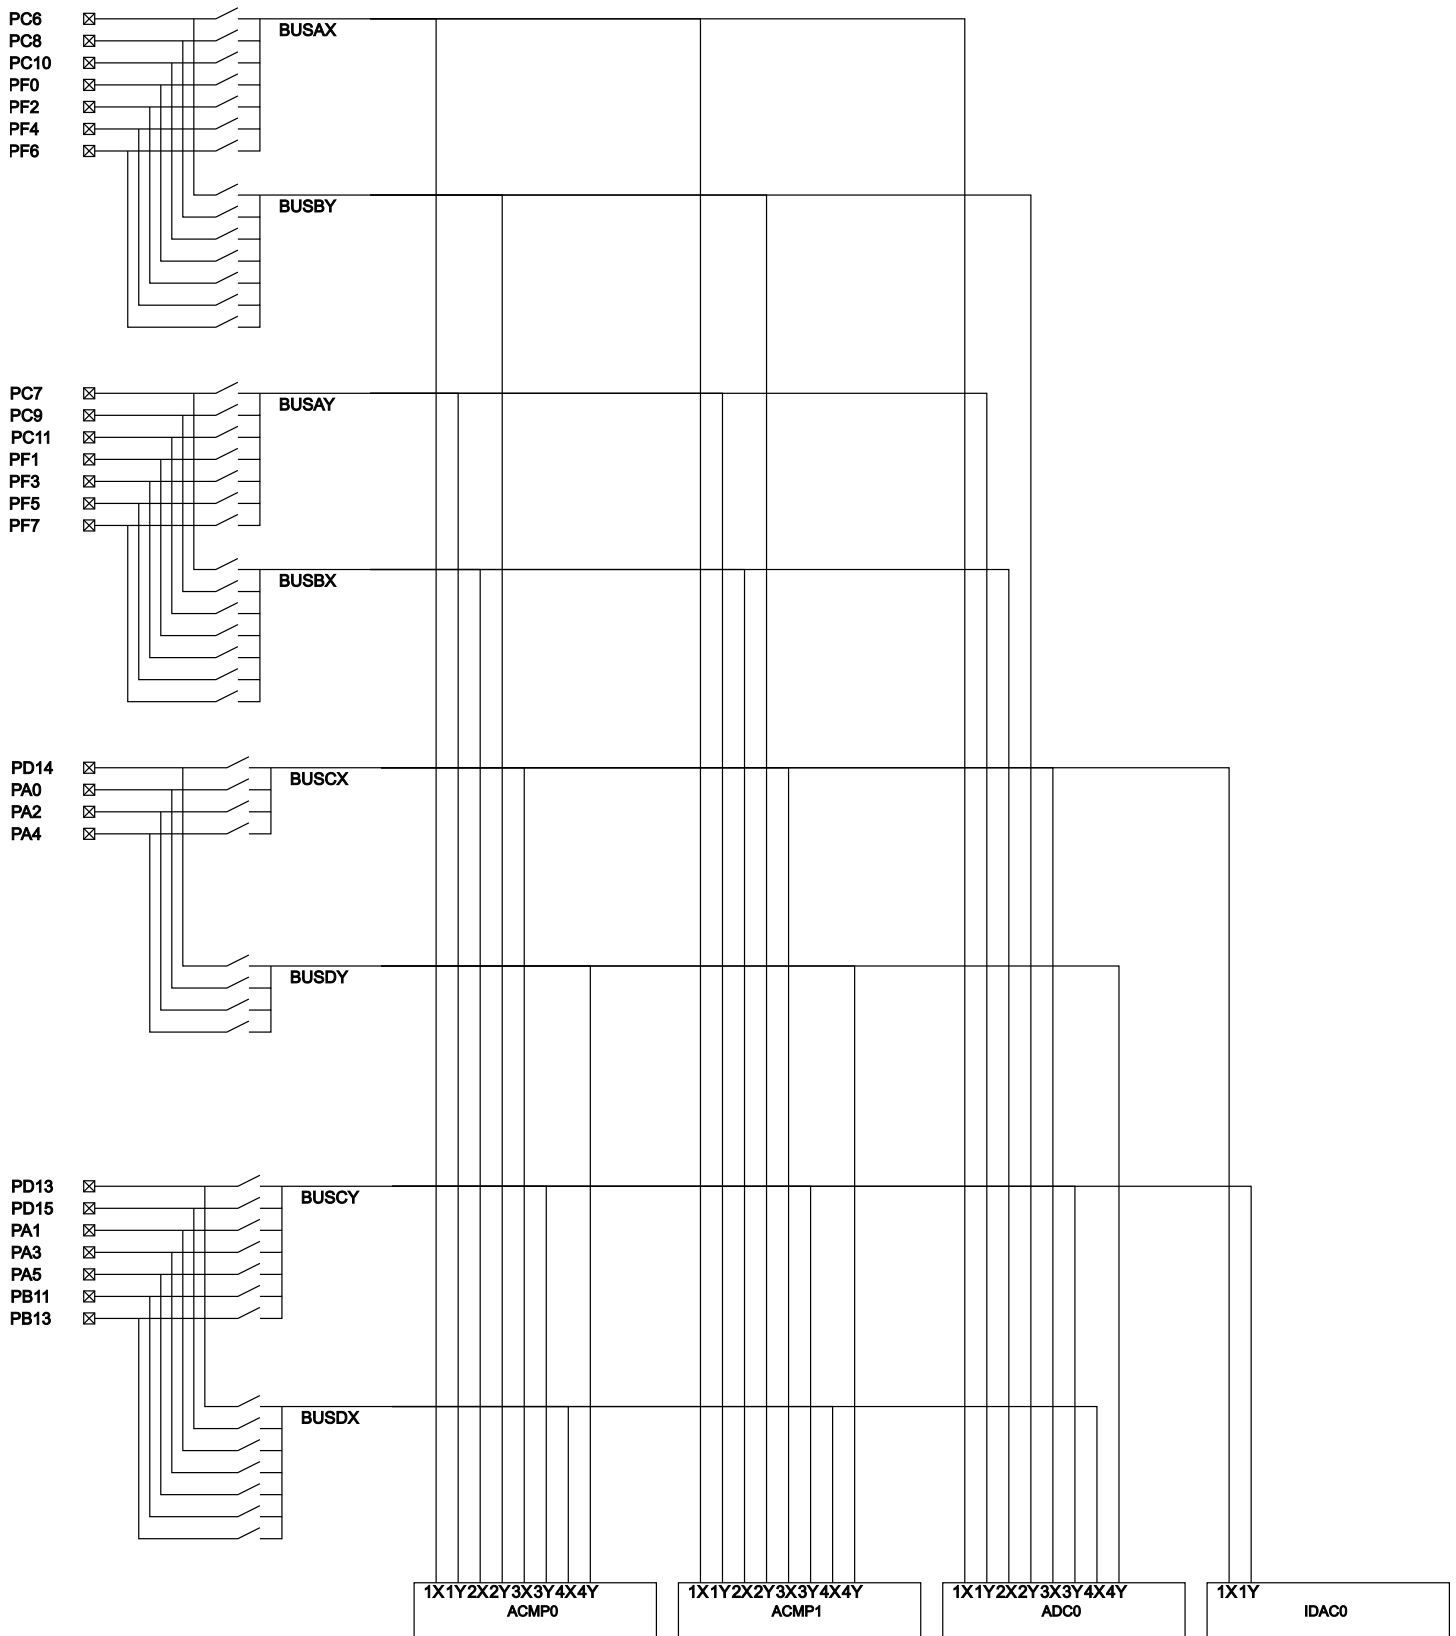 PC6
BUSAX
PC8
PC10
PF0
PF2
PF4
PF6
BUSBY
PC7
BUSAY
PC9
PC11
PF1
PF3
PF5
PF7
BUSBX
PD14
BUSCX
PA0
PA2
PA4
BUSDY
PD13
BUSCY
PD15
PA1
PA3
PA5
PB11
PB13
BUSDX
1X1Y2X2Y3X3Y4X4Y 1X1Y2X2Y3X3Y4X4Y 1X1Y2X2Y3X3Y4X4Y 1X1Y
ACMP0 ACMP1 ADC0 IDAC0